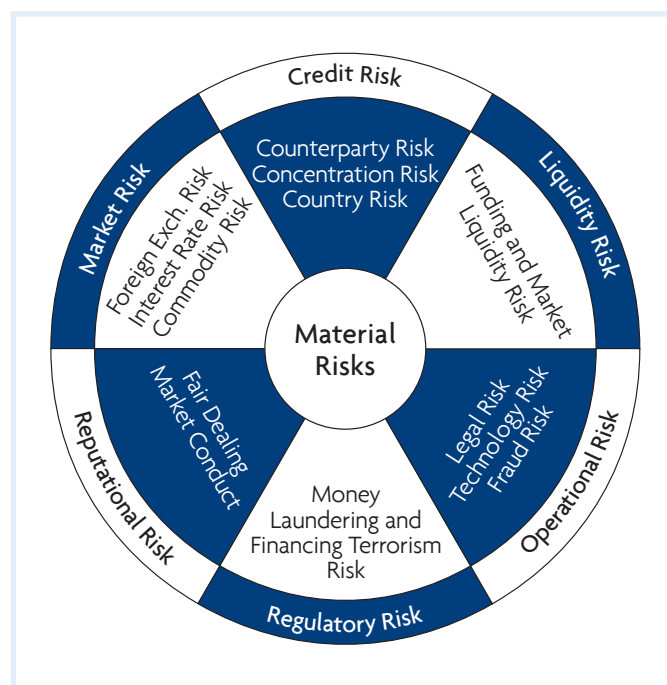 Credit Risk
Counterparty Risk
Concentration Risk
Country Risk
Liquidity Risk
Funding and Market
Liquidity Risk
Operational Risk
Legal Risk
Technology Risk
Fraud Risk
Regulatory Risk
Money
Laundering and
Financing Terrorism
Risk
Reputational Risk
Fair Dealing
Market Conduct
Market Risk
Foreign Exch. Risk
Interest Rate Risk
Commodity Risk
Material
Risks